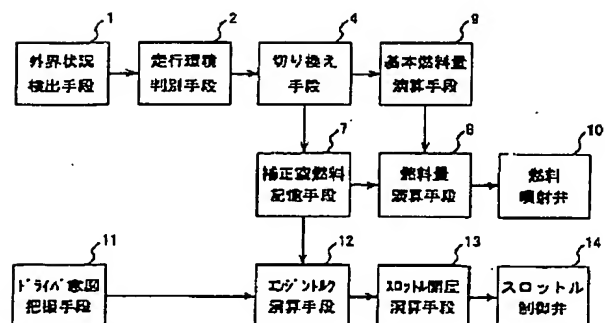 1
2
4
9
外界状況
検出手段
走行環境
判別手段
切り換え
手段
基本燃料量
演算手段
7
8
10
補正空燃料
記憶手段
燃料量
演算手段
燃料
噴射弁
11
12
13
14
ドライバ意図
把握手段
エンジントルク
演算手段
スロットル開度
演算手段
スロットル
制御弁